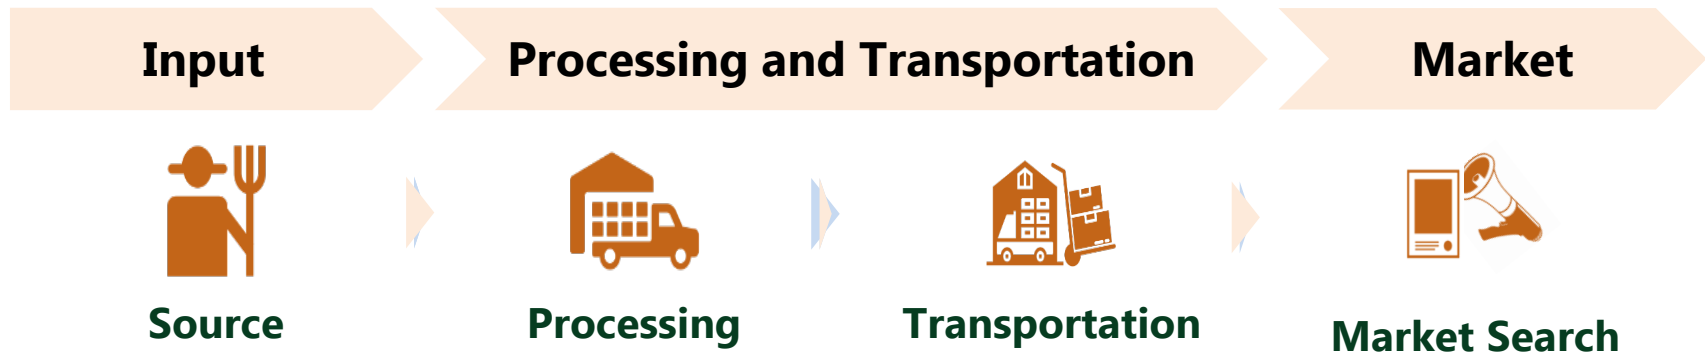 Input
Processing and Transportation
Market
Source
Processing
Transportation
Market Search